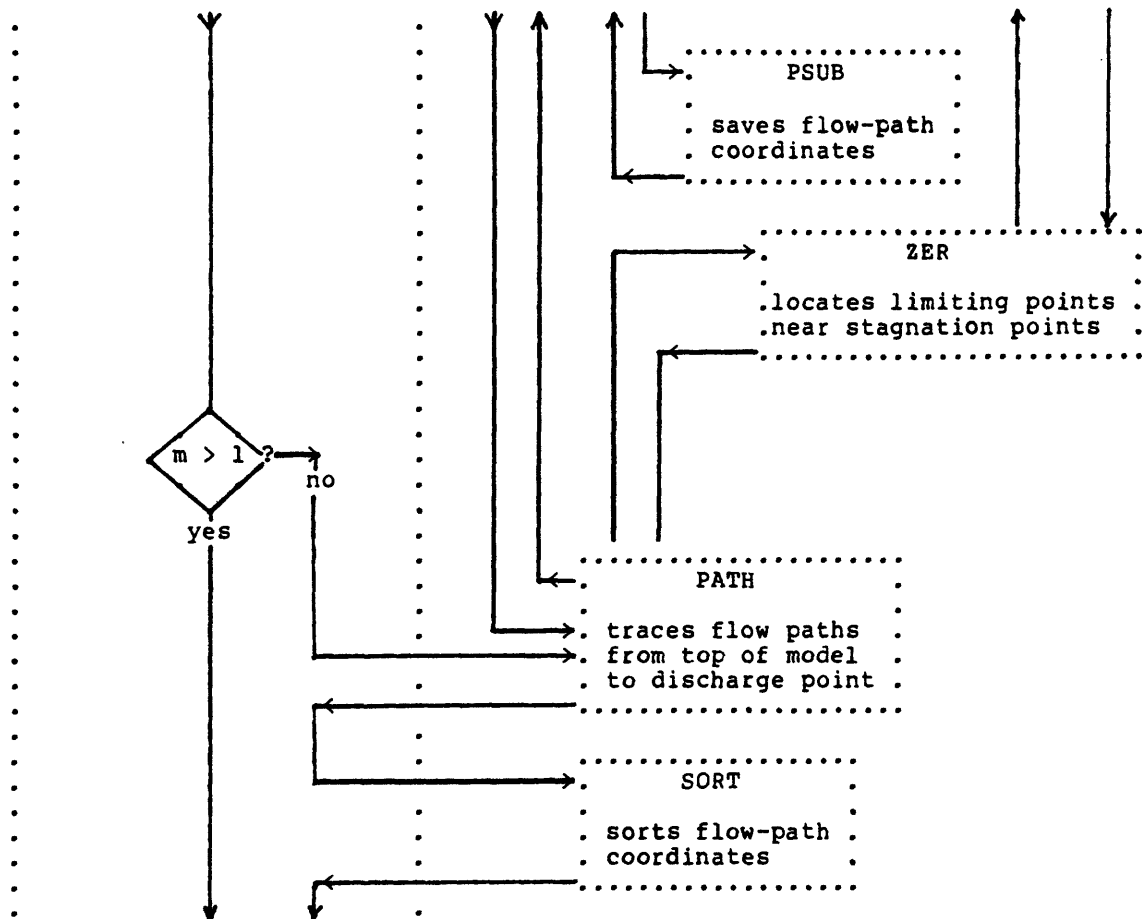 PSUB
saves flow-path
coordinates
ZER
locates limiting points
near stagnation points
m > 1 ?
no
yes
PATH
traces flow paths
from top of model
to discharge point
SORT
sorts flow-path
coordinates